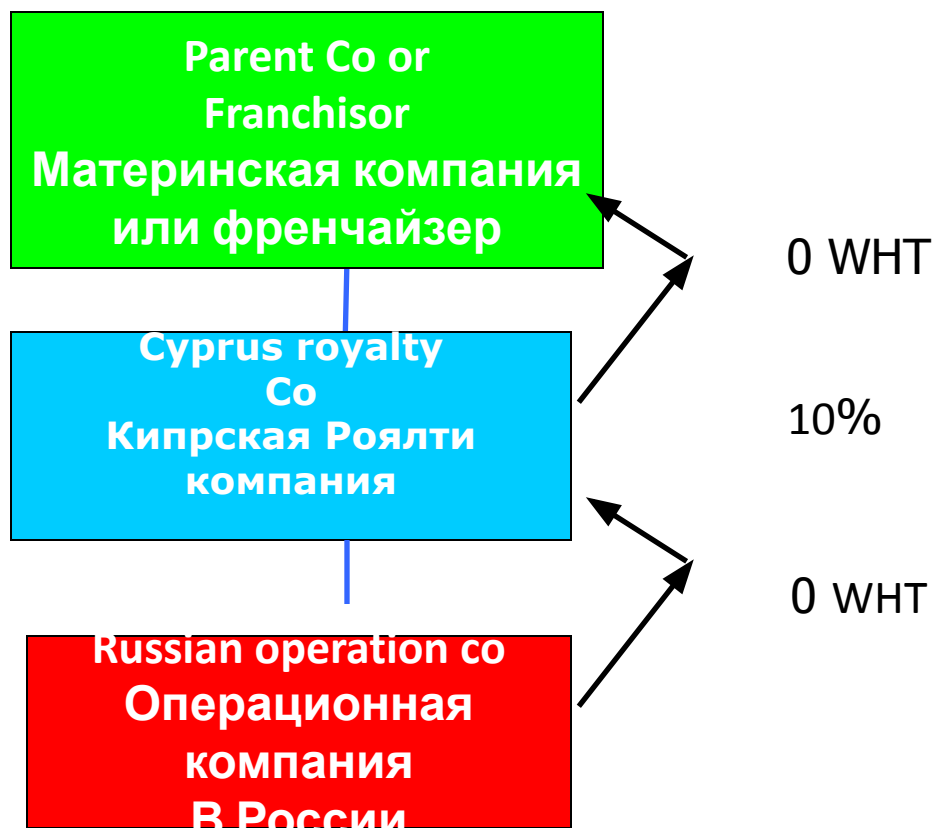 Parent Co or
Franchisor
Материнская компания
или френчайзер
0 WHT
Cyprus royalty
Co
Кипрская Роялти
компания
10%
0 WHT
Russian operation co
Операционная
компания
В России